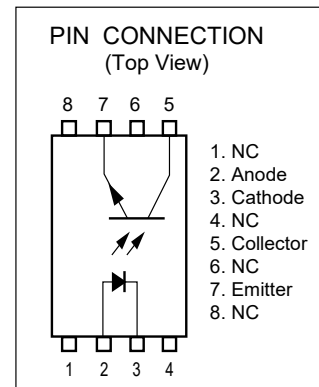 PIN CONNECTION
(Top View)
8 7 6 5
1. NC
2. Anode
3. Cathode
4. NC
5. Collector
6. NC
7. Emitter
8. NC
1 2 3 4